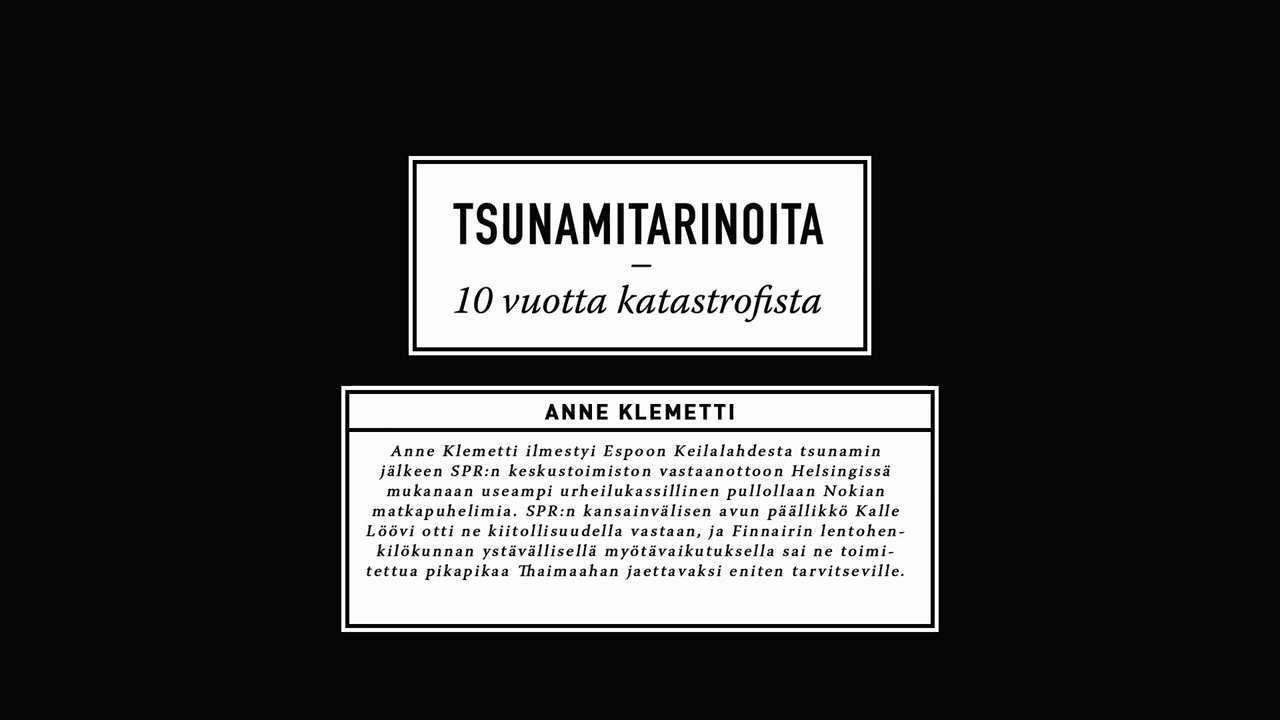 TSUNAMITARINOITA
–
10 vuotta katastrofista
ANNE KLEMETTI
Anne Klemetti ilmestyi Espoon Keilalahdesta tsunamin
jälkeen SPR:n keskustoimiston vastaanottoon Helsingissä
mukanaan useampi urheilukassillinen pullollaan Nokian
matkapuhelimia. SPR:n kansainvälisen avun päällikkö Kalle
Löövi otti ne kiitollisuudella vastaan, ja Finnairin lentohen-
kilökunnan ystävällisellä myötävaikutuksella sai ne toimi-
tettua pikapikaa Thaimaahan jaettavaksi eniten tarvitseville.